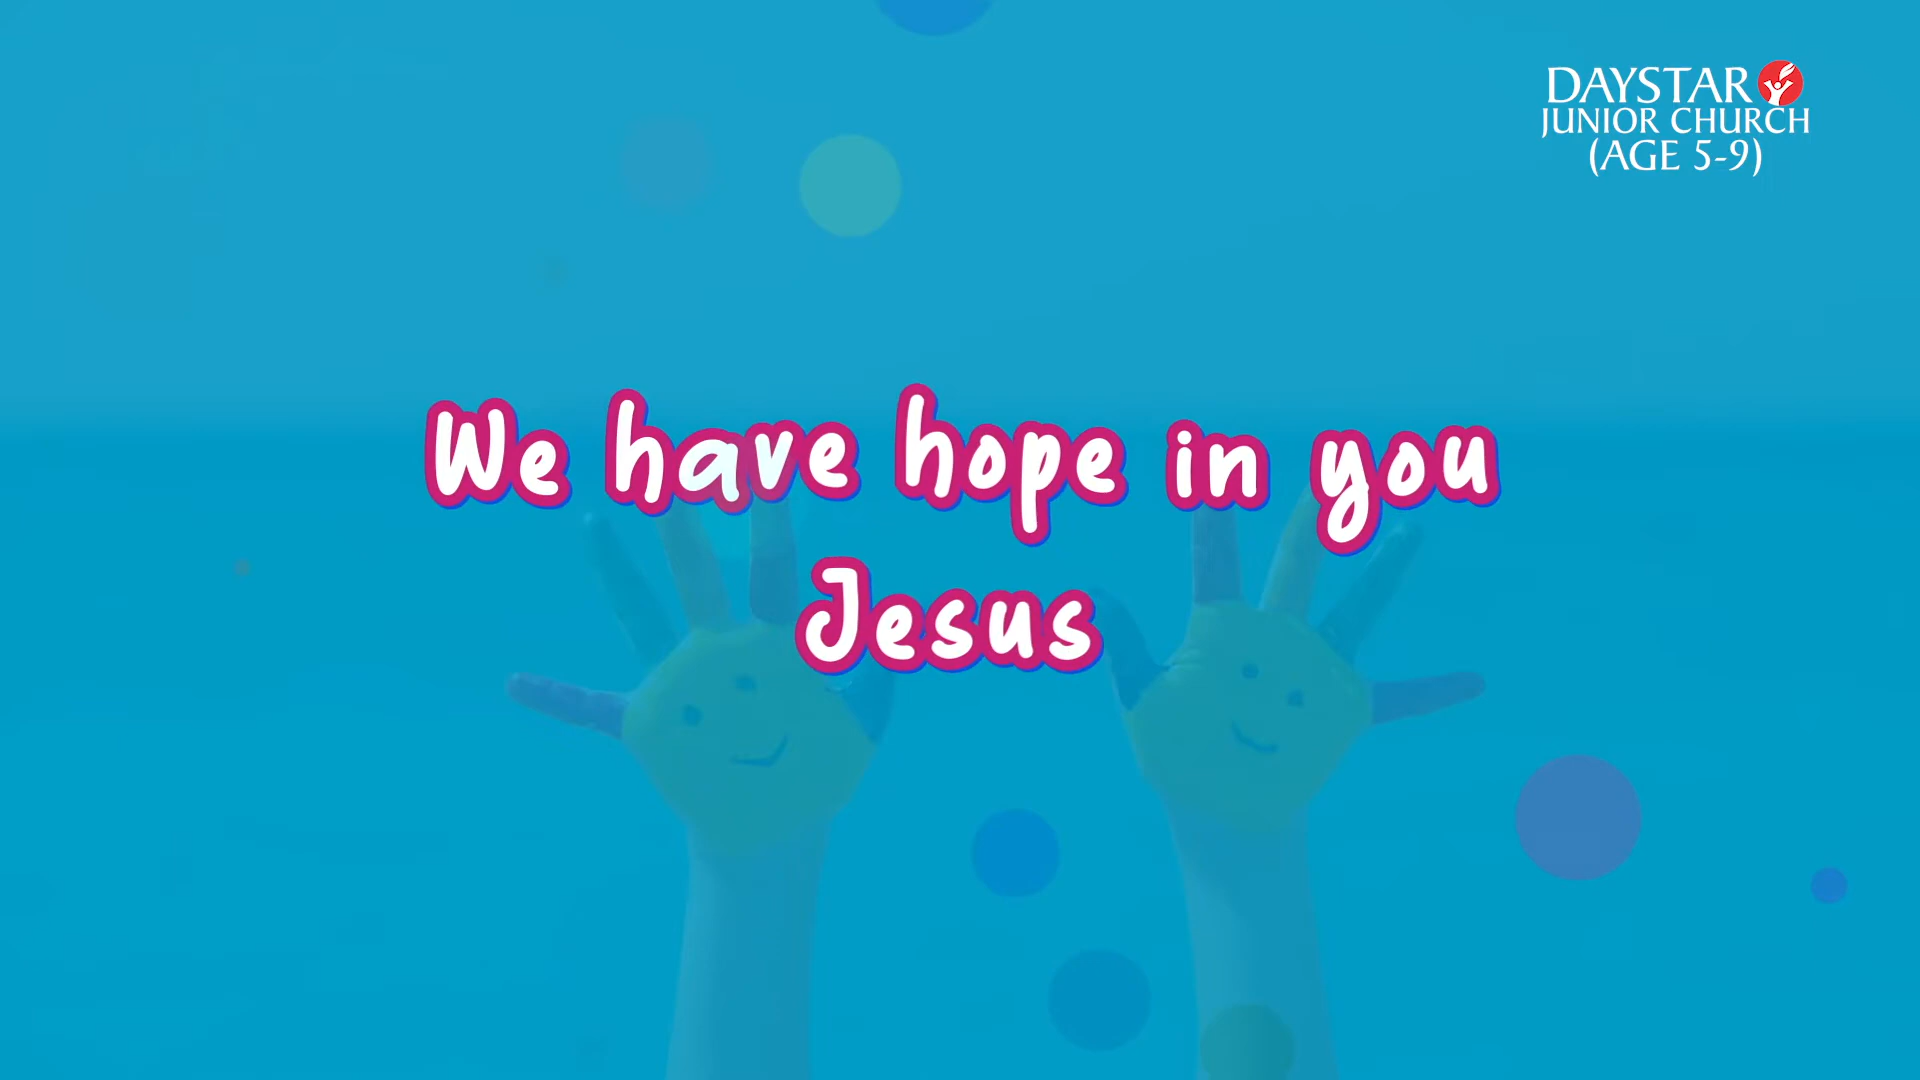 DAYSTAR
JUNIOR CHURCH
(AGE 5-9)
We have hope in you
Jesus